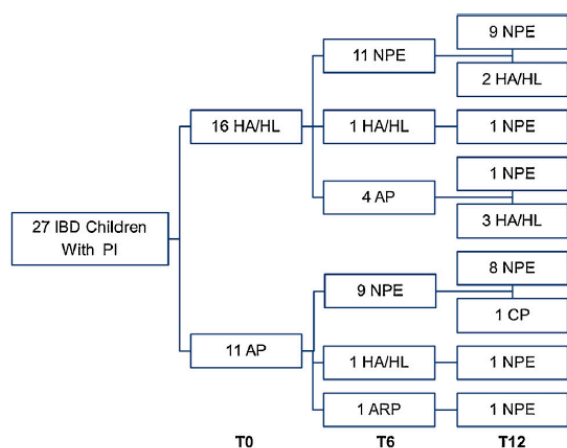 9 NPE
11 NPE
2 HA/HL
16 HA/HL
1 HA/HL
1 NPE
1 NPE
4 AP
3 HA/HL
27 IBD Children
With PI
8 NPE
9 NPE
1 CP
11 AP
1 HA/HL
1 NPE
1 ARP
1 NPE
T0
T6
T12